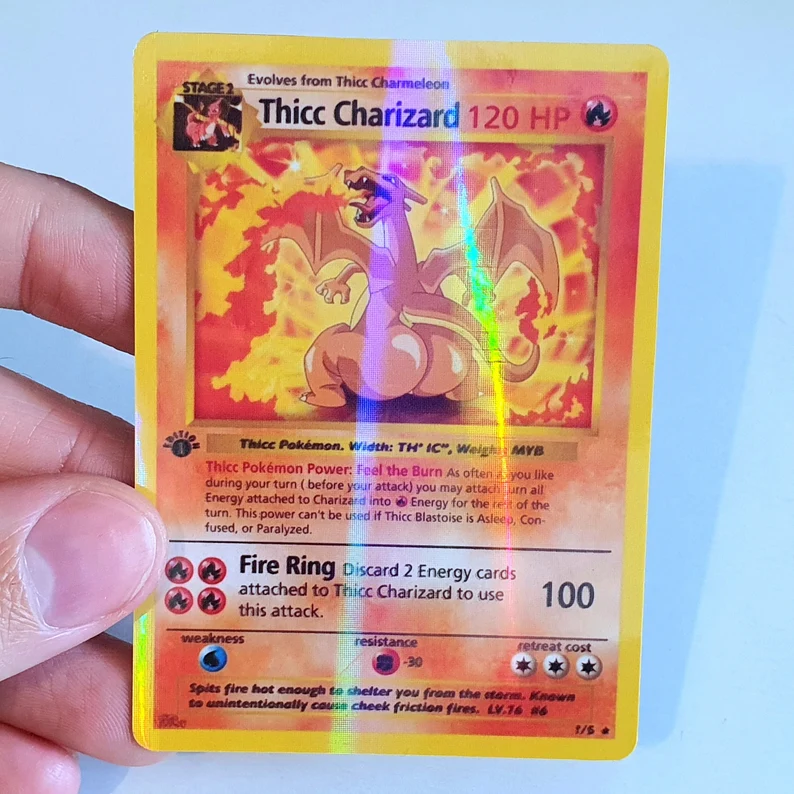 Evolves from Thicc Charmeleon
STAGE 2
Thicc Charizard 120 HP
EDITION
1
Thicc Pokémon. Width: TH' IC", Weight: MYB
Thicc Pokémon Power: Feel the Burn As often as you like
during your turn ( before your attack) you may attach turn all
Energy attached to Charizard into Energy for the rest of the
turn. This power can't be used if Thicc Blastoise is Asleep, Con-
fused, or Paralyzed.
Fire Ring Discard 2 Energy cards
attached to Thicc Charizard to use
this attack.
100
weakness
resistance
retreat cost
-30
Spits fire hot enough to shelter you from the storm. Known
to unintentionally cause cheek friction fires. LV.76 #6
1/5